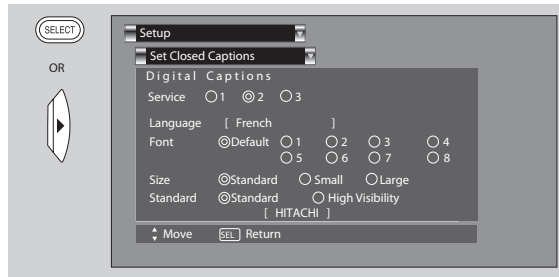 SELECT
OR
Setup
Set Closed Captions
Digital Captions
Service 1 2 3
Language [ French ]
Font Default 1 2 3 4
5 6 7 8
Size Standard Small Large
Standard Standard High Visibility
[ HITACHI ]
Move SEL Return